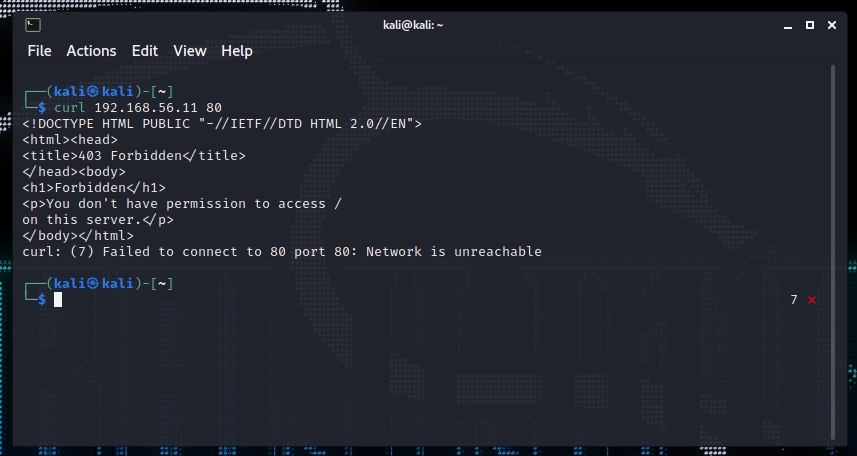 kali@kali: ~
File Actions Edit View Help
┌──(kali㉿kali)-[~]
└─$ curl 192.168.56.11 80
<!DOCTYPE HTML PUBLIC "-//IETF//DTD HTML 2.0//EN">
<html><head>
<title>403 Forbidden</title>
</head><body>
<h1>Forbidden</h1>
<p>You don't have permission to access /
on this server.</p>
</body></html>
curl: (7) Failed to connect to 80 port 80: Network is unreachable
┌──(kali㉿kali)-[~]
└─$ 7 ⨯